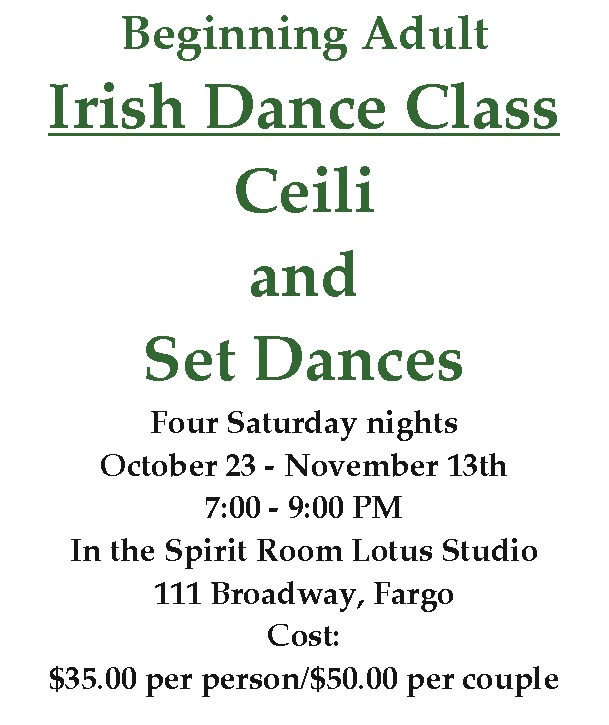 Beginning Adult
Irish Dance Class
Ceili
and
Set Dances
Four Saturday nights
October 23 - November 13th
7:00 - 9:00 PM
In the Spirit Room Lotus Studio
111 Broadway, Fargo
Cost:
$35.00 per person/$50.00 per couple